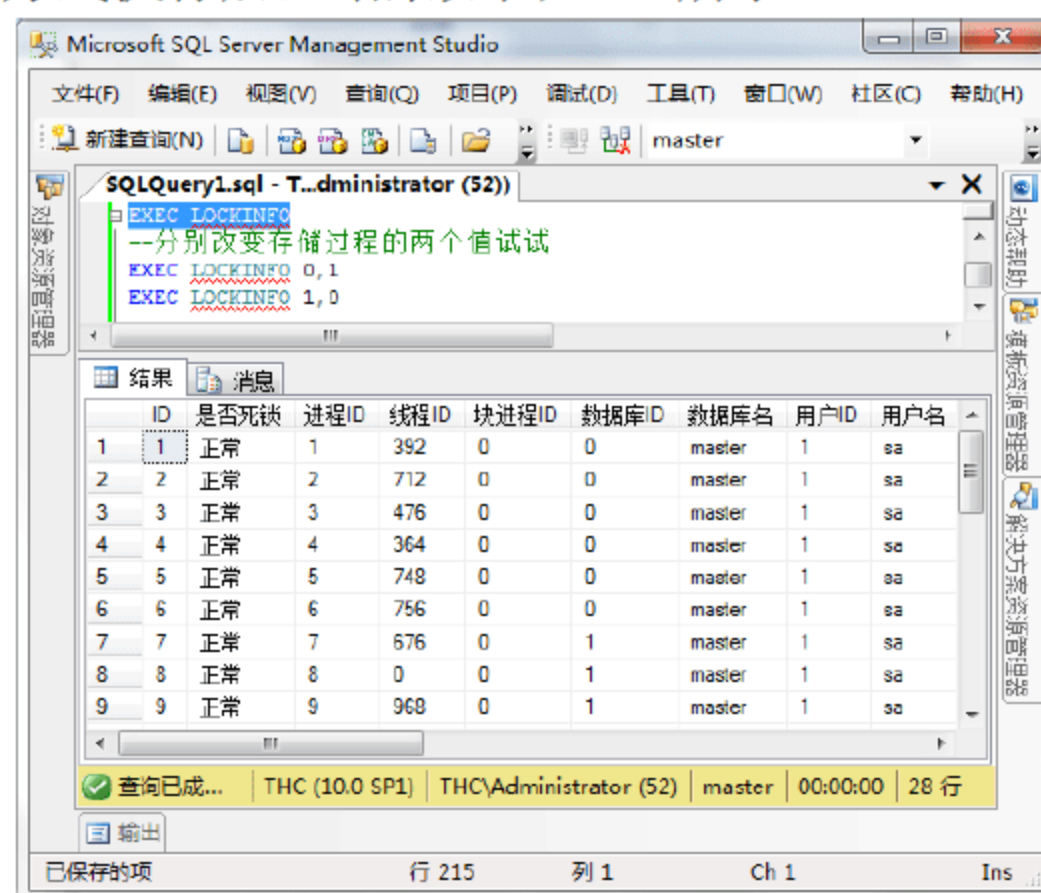 Microsoft SQL Server Management Studio
文件(F) 编辑(E) 视图(V) 查询(Q) 项目(P) 调试(D) 工具(T) 窗口(W) 社区(C) 帮助(H)
新建查询(N) master
SQLQuery1.sql - T...dministrator (52))
对象资源管理器
EXEC LOCKINFO
--分别改变存储过程的两个值试试
EXEC LOCKINFO 0,1
EXEC LOCKINFO 1,0
动态帮助
模板资源管理器
解决方案资源管理器
结果 消息
ID 是否死锁 进程ID 线程ID 块进程ID 数据库ID 数据库名 用户ID 用户名
1 1 正常 1 392 0 0 master 1 sa
2 2 正常 2 712 0 0 master 1 sa
3 3 正常 3 476 0 0 master 1 sa
4 4 正常 4 364 0 0 master 1 sa
5 5 正常 5 748 0 0 master 1 sa
6 6 正常 6 756 0 0 master 1 sa
7 7 正常 7 676 0 1 master 1 sa
8 8 正常 8 0 0 1 master 1 sa
9 9 正常 9 968 0 1 master 1 sa
查询已成... THC (10.0 SP1) THC\Administrator (52) master 00:00:00 28 行
输出
已保存的项 行 215 列 1 Ch 1 Ins